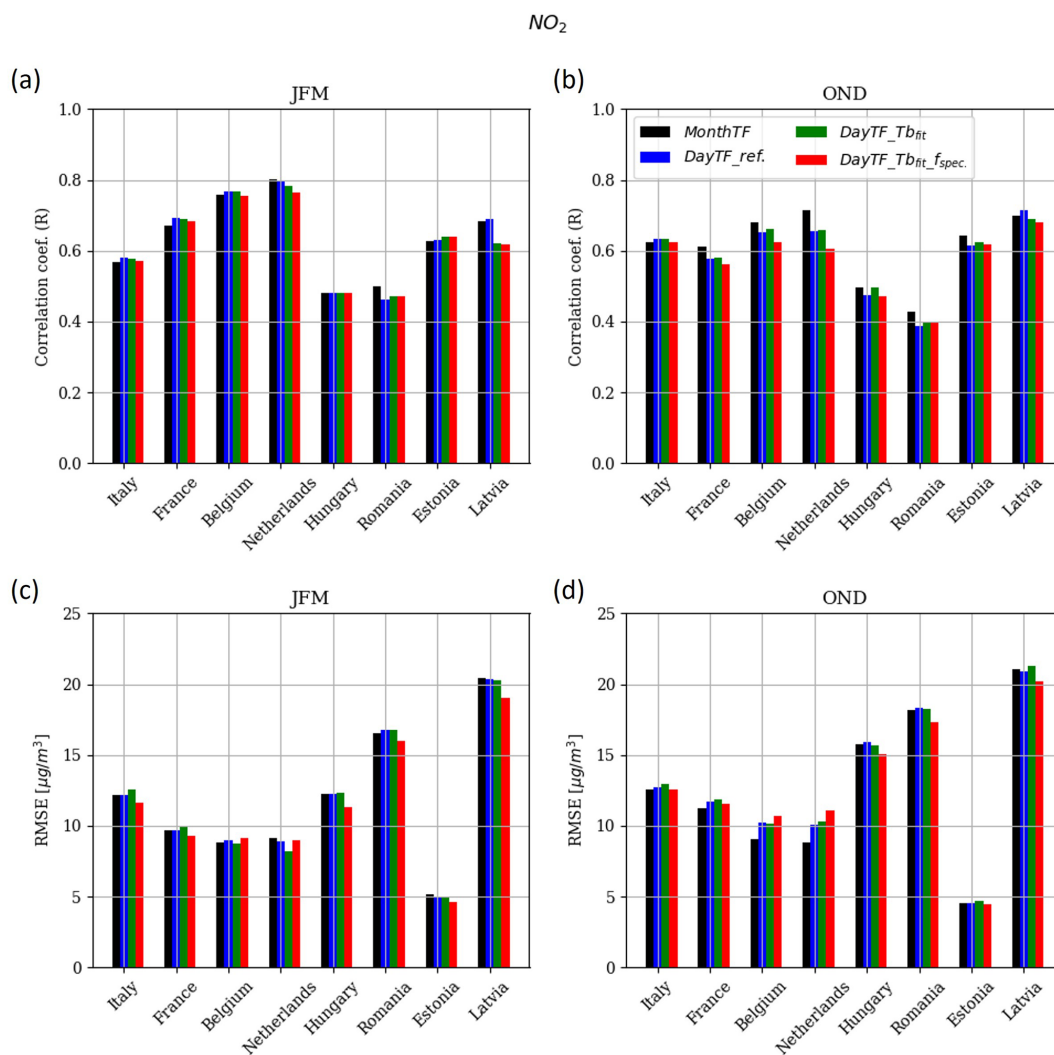 NO2
(a)
JFM
Correlation coef. (R)
1.0
0.8
0.6
0.4
0.2
0.0
Italy
France
Belgium
Netherlands
Hungary
Romania
Estonia
Latvia
(b)
OND
MonthTF
DayTF_ref.
DayTF_Tbfit
DayTF_Tbfit_fspec.
Correlation coef. (R)
1.0
0.8
0.6
0.4
0.2
0.0
Italy
France
Belgium
Netherlands
Hungary
Romania
Estonia
Latvia
(c)
JFM
RMSE [μg/m³]
25
20
15
10
5
0
Italy
France
Belgium
Netherlands
Hungary
Romania
Estonia
Latvia
(d)
OND
RMSE [μg/m³]
25
20
15
10
5
0
Italy
France
Belgium
Netherlands
Hungary
Romania
Estonia
Latvia